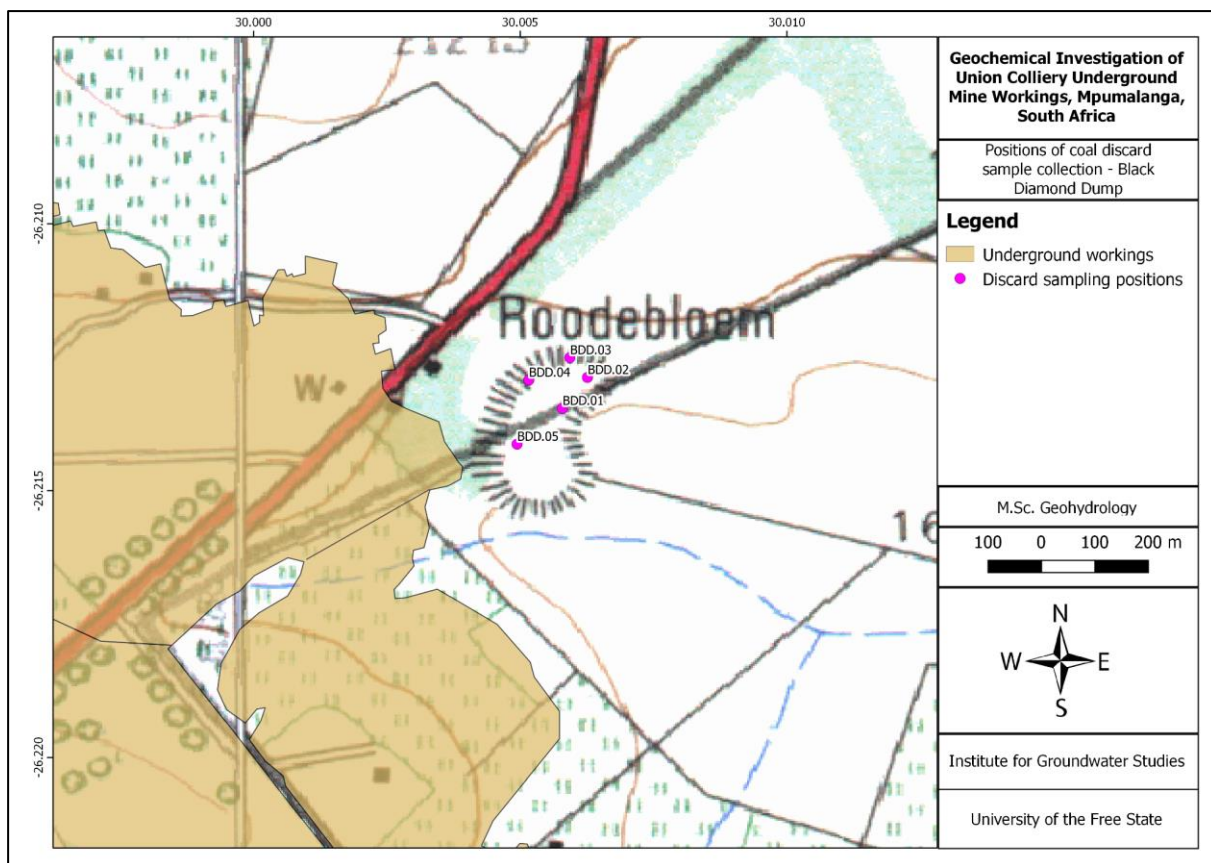 30.000
30.005
30.010
-26.210
-26.215
-26.220
Roodebloem
W
BDD.03
BDD.04
BDD.02
BDD.01
BDD.05
16
Geochemical Investigation of
Union Colliery Underground
Mine Workings, Mpumalanga,
South Africa
Positions of coal discard
sample collection - Black
Diamond Dump
Legend
Underground workings
Discard sampling positions
M.Sc. Geohydrology
100 0 100 200 m
N
W E
S
Institute for Groundwater Studies
University of the Free State